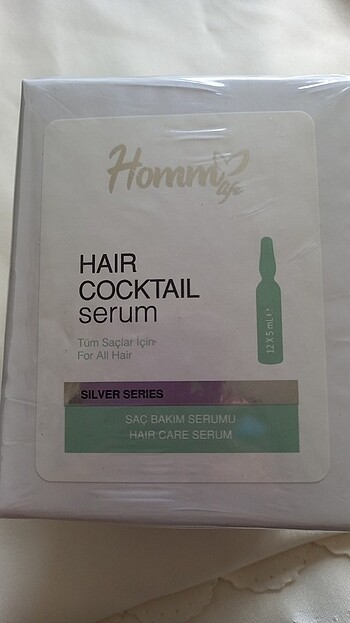 Homm
life
HAIR
COCKTAIL
serum
Tüm Saçlar İçin
For All Hair
12 X 5 mL e
SILVER SERIES
SAÇ BAKIM SERUMU
HAIR CARE SERUM